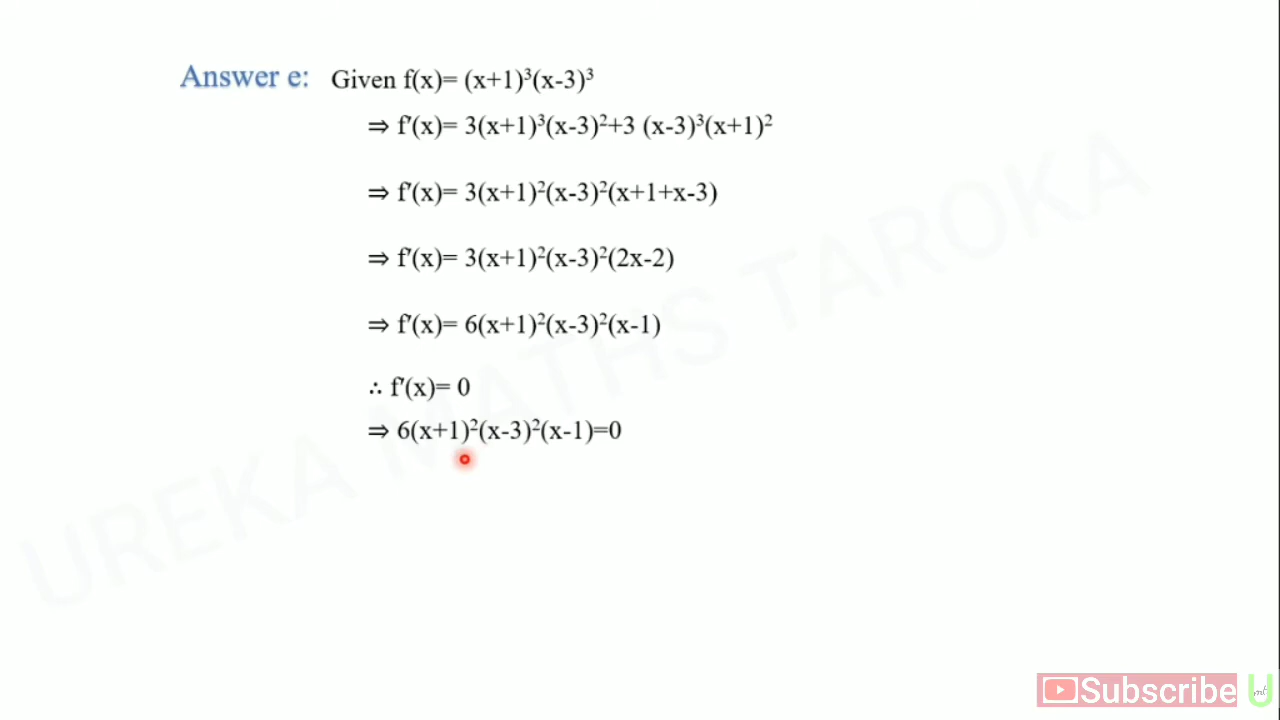 Answer e: Given f(x)= (x+1)³(x-3)³
⇒ f'(x)= 3(x+1)³(x-3)²+3 (x-3)³(x+1)²
⇒ f'(x)= 3(x+1)²(x-3)²(x+1+x-3)
⇒ f'(x)= 3(x+1)²(x-3)²(2x-2)
⇒ f'(x)= 6(x+1)²(x-3)²(x-1)
∴ f'(x)= 0
⇒ 6(x+1)²(x-3)²(x-1)=0
UREKA MATHS TAROKA
Subscribe U